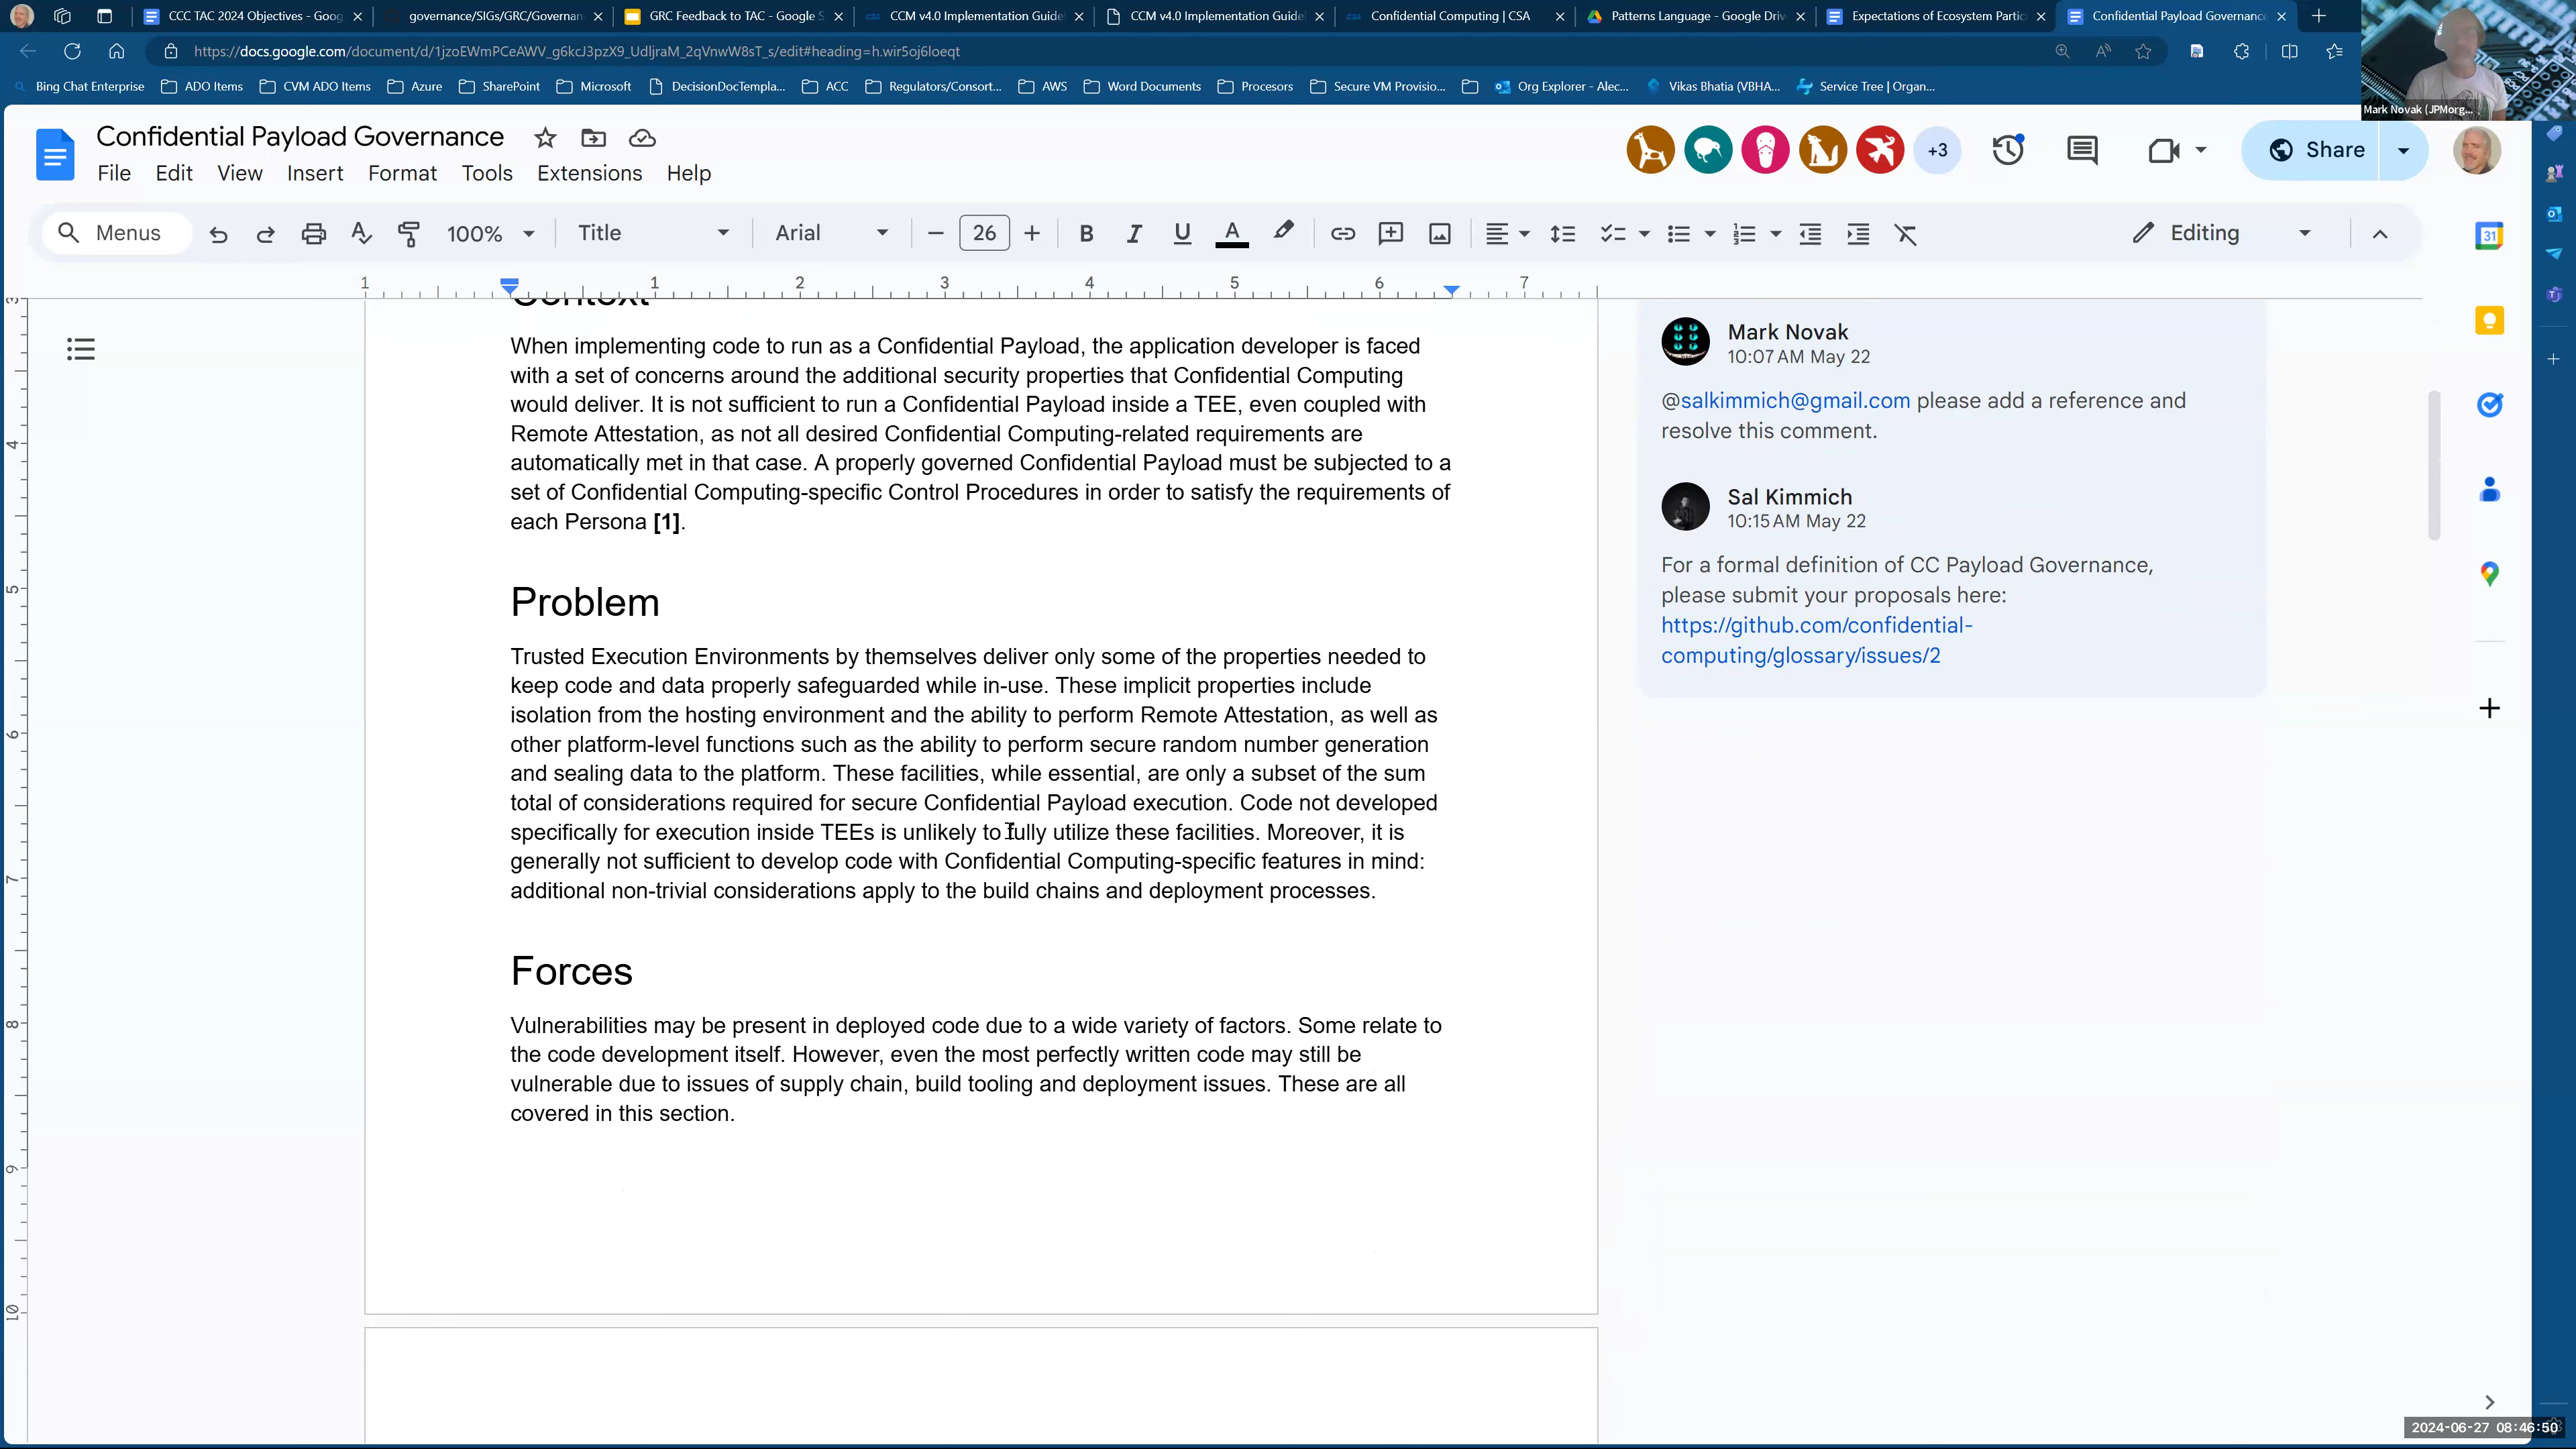 CCC TAC 2024 Objectives - Goog
governance/SIGs/GRC/Governan
GRC Feedback to TAC - Google S
CCM v4.0 Implementation Guide
CCM v4.0 Implementation Guide
Confidential Computing | CSA
Patterns Language - Google Driv
Expectations of Ecosystem Partic
Confidential Payload Governance
https://docs.google.com/document/d/1jzoEWmPCeAWV_g6kcJ3pzX9_UdljraM_2qVnwW8sT_s/edit#heading=h.wir5oj6loeqt
Bing Chat Enterprise
ADO Items
CVM ADO Items
Azure
SharePoint
Microsoft
DecisionDocTempla...
ACC
Regulators/Consort...
AWS
Word Documents
Procesors
Secure VM Provisio...
Org Explorer - Alec...
Vikas Bhatia (VBHA...
Service Tree | Organ...
Mark Novak (JPMorg...
Confidential Payload Governance
File Edit View Insert Format Tools Extensions Help
+3
Share
Menus
100%
Title
Arial
26
Editing
31
1 1 2 3 4 5 6 7
3
4
5
6
7
8
9
10
Context
When implementing code to run as a Confidential Payload, the application developer is faced
with a set of concerns around the additional security properties that Confidential Computing
would deliver. It is not sufficient to run a Confidential Payload inside a TEE, even coupled with
Remote Attestation, as not all desired Confidential Computing-related requirements are
automatically met in that case. A properly governed Confidential Payload must be subjected to a
set of Confidential Computing-specific Control Procedures in order to satisfy the requirements of
each Persona [1].
Problem
Trusted Execution Environments by themselves deliver only some of the properties needed to
keep code and data properly safeguarded while in-use. These implicit properties include
isolation from the hosting environment and the ability to perform Remote Attestation, as well as
other platform-level functions such as the ability to perform secure random number generation
and sealing data to the platform. These facilities, while essential, are only a subset of the sum
total of considerations required for secure Confidential Payload execution. Code not developed
specifically for execution inside TEEs is unlikely to fully utilize these facilities. Moreover, it is
generally not sufficient to develop code with Confidential Computing-specific features in mind:
additional non-trivial considerations apply to the build chains and deployment processes.
Forces
Vulnerabilities may be present in deployed code due to a wide variety of factors. Some relate to
the code development itself. However, even the most perfectly written code may still be
vulnerable due to issues of supply chain, build tooling and deployment issues. These are all
covered in this section.
Mark Novak
10:07 AM May 22
@salkimmich@gmail.com please add a reference and
resolve this comment.
Sal Kimmich
10:15 AM May 22
For a formal definition of CC Payload Governance,
please submit your proposals here:
https://github.com/confidential-
computing/glossary/issues/2
2024-06-27 08:46:50